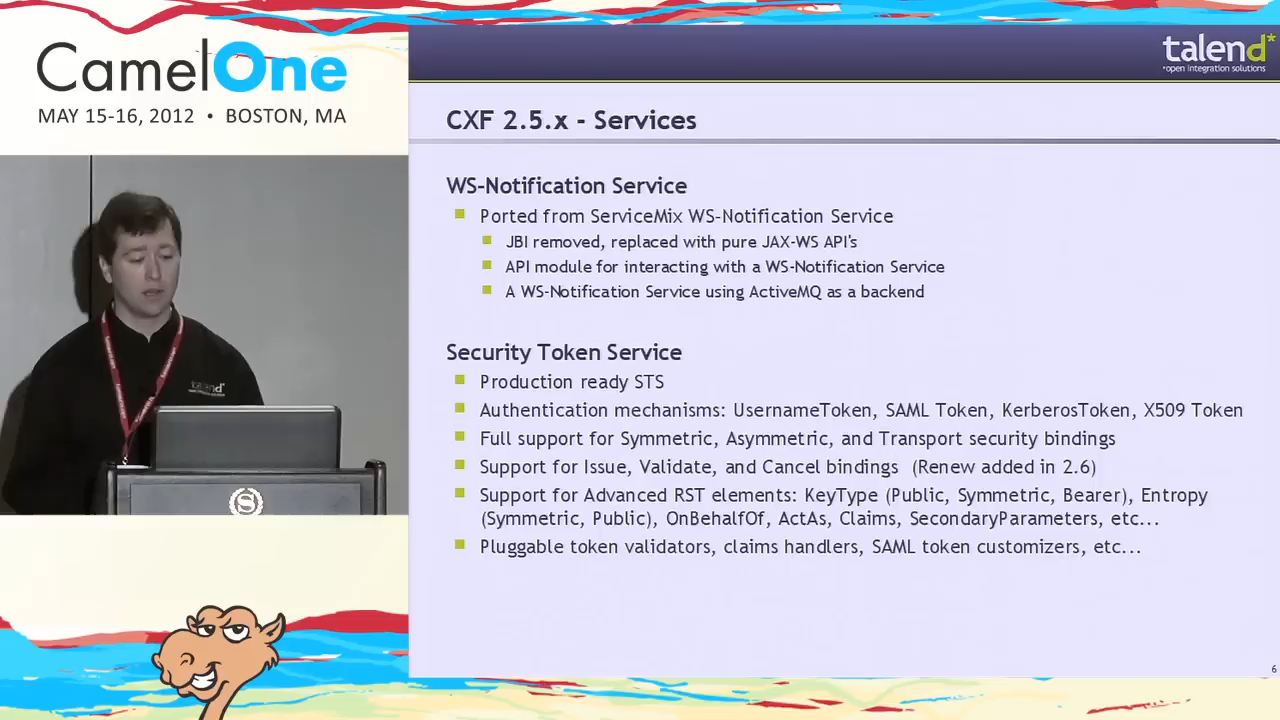 CamelOne
MAY 15-16, 2012 • BOSTON, MA
talend*
*open integration solutions
CXF 2.5.x - Services
WS-Notification Service
Ported from ServiceMix WS-Notification Service
JBI removed, replaced with pure JAX-WS API's
API module for interacting with a WS-Notification Service
A WS-Notification Service using ActiveMQ as a backend
Security Token Service
Production ready STS
Authentication mechanisms: UsernameToken, SAML Token, KerberosToken, X509 Token
Full support for Symmetric, Asymmetric, and Transport security bindings
Support for Issue, Validate, and Cancel bindings (Renew added in 2.6)
Support for Advanced RST elements: KeyType (Public, Symmetric, Bearer), Entropy
(Symmetric, Public), OnBehalfOf, ActAs, Claims, SecondaryParameters, etc...
Pluggable token validators, claims handlers, SAML token customizers, etc...
talend*
S
6